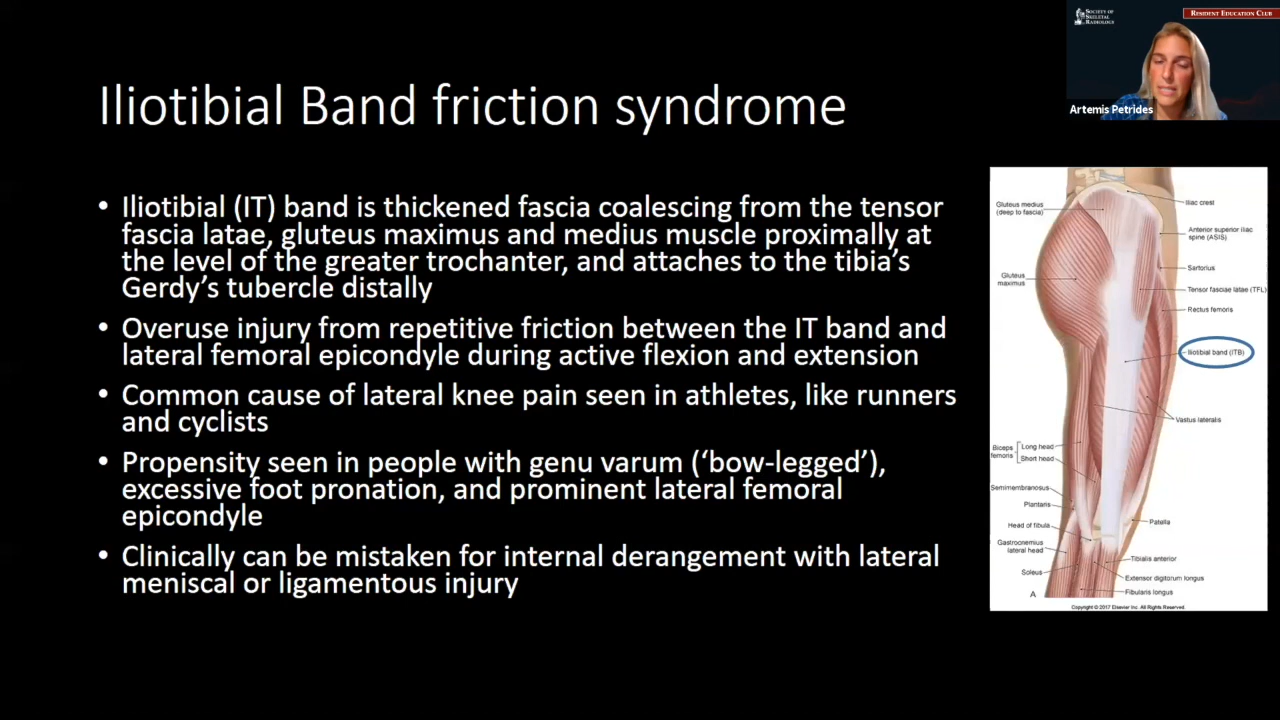 SOCIETY OF
SKELETAL
RADIOLOGY
RESIDENT EDUCATION CLUB
Artemis Petrides
Iliotibial Band friction syndrome
• Iliotibial (IT) band is thickened fascia coalescing from the tensor
fascia latae, gluteus maximus and medius muscle proximally at
the level of the greater trochanter, and attaches to the tibia’s
Gerdy’s tubercle distally
• Overuse injury from repetitive friction between the IT band and
lateral femoral epicondyle during active flexion and extension
• Common cause of lateral knee pain seen in athletes, like runners
and cyclists
• Propensity seen in people with genu varum (‘bow-legged’),
excessive foot pronation, and prominent lateral femoral
epicondyle
• Clinically can be mistaken for internal derangement with lateral
meniscal or ligamentous injury
Gluteus medius
(deep to fascia)
Gluteus
maximus
Biceps
femoris
Long head
Short head
Semimembranosus
Plantaris
Head of fibula
Gastrocnemius
lateral head
Soleus
A
Iliac crest
Anterior superior iliac
spine (ASIS)
Sartorius
Tensor fasciae latae (TFL)
Rectus femoris
Iliotibial band (ITB)
Vastus lateralis
Patella
Tibialis anterior
Extensor digitorum longus
Fibularis longus
Copyright © 2017 Elsevier Inc. All Rights Reserved.